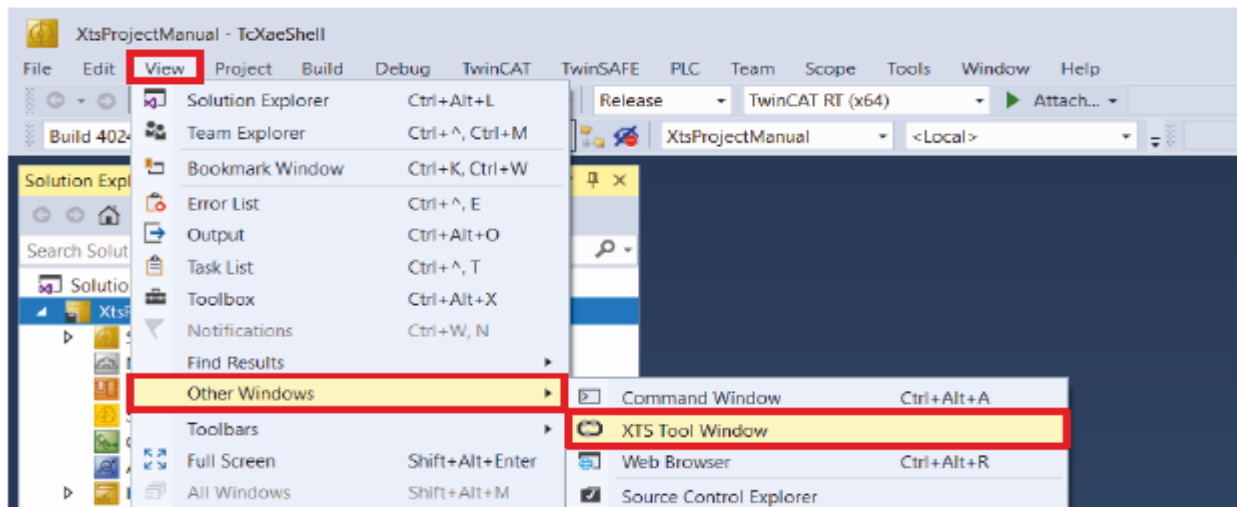 XtsProjectManual - TcXaeShell
File Edit View Project Build Debug TwinCAT TwinSAFE PLC Team Scope Tools Window Help
Release TwinCAT RT (x64) Attach...
Build 4024 XtsProjectManual <Local>
Solution Explorer Ctrl+Alt+L
Team Explorer Ctrl+^, Ctrl+M
Bookmark Window Ctrl+K, Ctrl+W
Solution Expl
Error List Ctrl+^, E
Output Ctrl+Alt+O
Search Solut
Task List Ctrl+^, T
Solutio
Toolbox Ctrl+Alt+X
Notifications Ctrl+W, N
Find Results
Other Windows
Command Window Ctrl+Alt+A
Toolbars
XTS Tool Window
Full Screen Shift+Alt+Enter
Web Browser Ctrl+Alt+R
All Windows Shift+Alt+M
Source Control Explorer